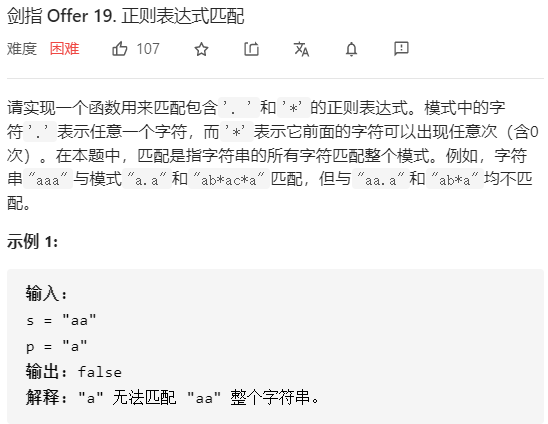 剑指 Offer 19. 正则表达式匹配
难度 困难 107
请实现一个函数用来匹配包含'. '和'*'的正则表达式。模式中的字
符'.'表示任意一个字符，而'*'表示它前面的字符可以出现任意次（含0
次）。在本题中，匹配是指字符串的所有字符匹配整个模式。例如，字符
串"aaa"与模式"a.a"和"ab*ac*a"匹配，但与"aa.a"和"ab*a"均不匹
配。
示例 1:
输入:
s = "aa"
p = "a"
输出: false
解释: "a" 无法匹配 "aa" 整个字符串。